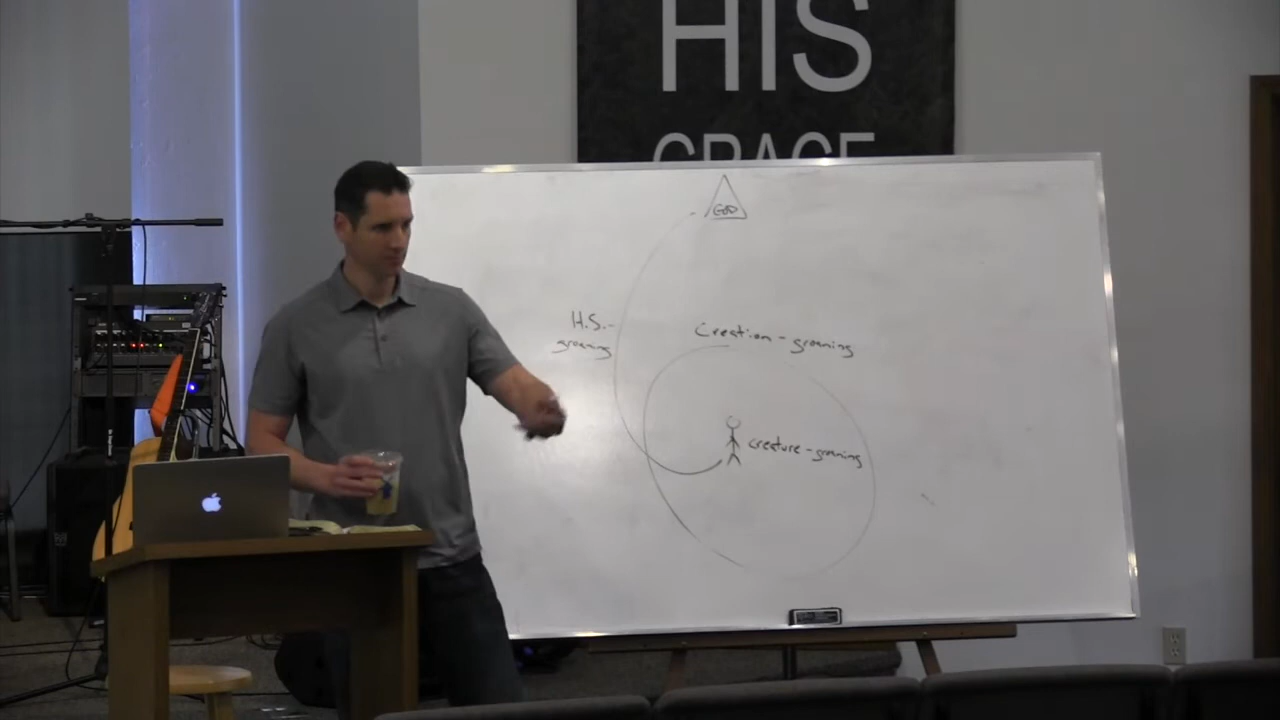 HIS
GRACE
GOD
H.S.-
groaning
Creation - groaning
creature - groaning